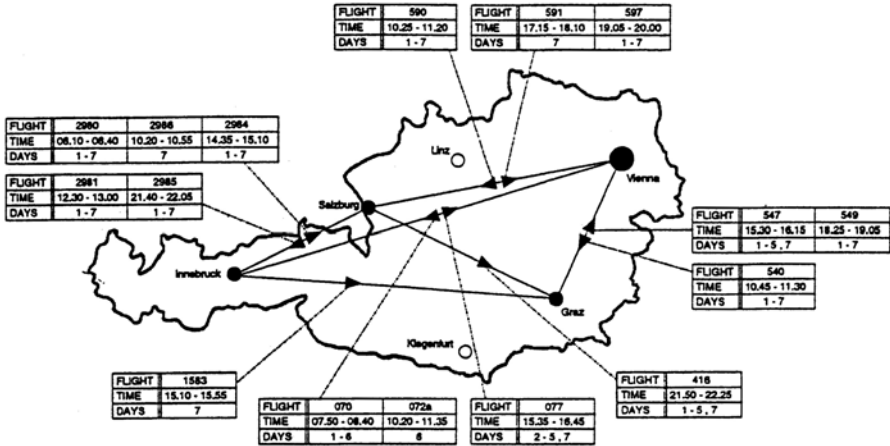 FLIGHT 590
TIME 10.25 - 11.20
DAYS 1 - 7
FLIGHT 591 597
TIME 17.15 - 18.10 19.05 - 20.00
DAYS 7 1 - 7
FLIGHT 2980 2986 2984
TIME 08.10 - 08.40 10.20 - 10.55 14.35 - 15.10
DAYS 1 - 7 7 1 - 7
FLIGHT 2981 2985
TIME 12.30 - 13.00 21.40 - 22.05
DAYS 1 - 7 1 - 7
Linz
Vienna
Salzburg
Innsbruck
Graz
Klagenfurt
FLIGHT 547 549
TIME 15.30 - 16.15 18.25 - 19.05
DAYS 1 - 5 , 7 1 - 7
FLIGHT 540
TIME 10.45 - 11.30
DAYS 1 - 7
FLIGHT 1583
TIME 15.10 - 15.55
DAYS 7
FLIGHT 070 072a
TIME 07.50 - 08.40 10.20 - 11.35
DAYS 1 - 6 6
FLIGHT 077
TIME 15.35 - 16.45
DAYS 2 - 5 , 7
FLIGHT 416
TIME 21.50 - 22.25
DAYS 1 - 5 , 7